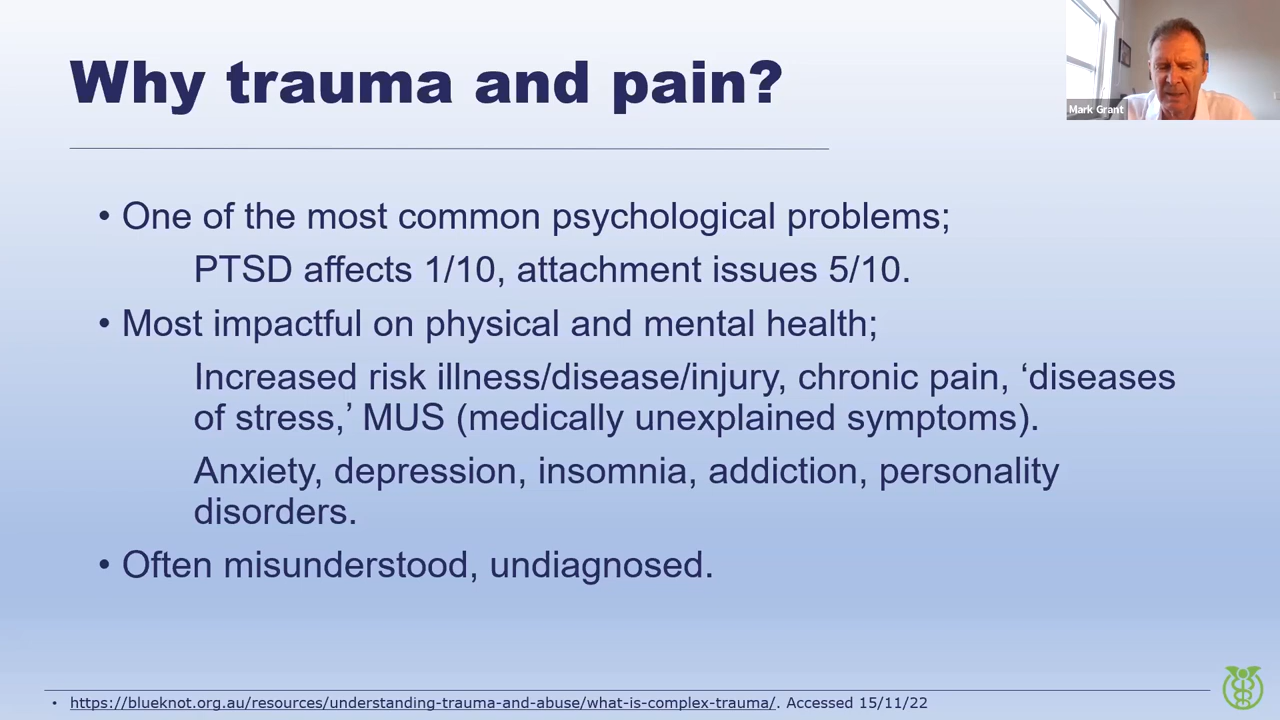 Why trauma and pain?
Mark Grant
• One of the most common psychological problems;
PTSD affects 1/10, attachment issues 5/10.
• Most impactful on physical and mental health;
Increased risk illness/disease/injury, chronic pain, ‘diseases
of stress,’ MUS (medically unexplained symptoms).
Anxiety, depression, insomnia, addiction, personality
disorders.
• Often misunderstood, undiagnosed.
• https://blueknot.org.au/resources/understanding-trauma-and-abuse/what-is-complex-trauma/. Accessed 15/11/22